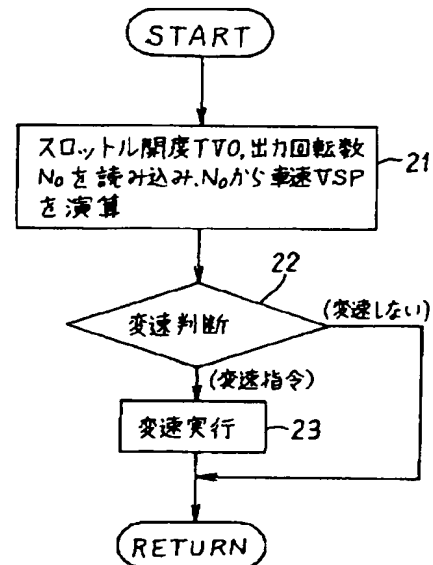 START
スロットル開度TVO,出力回転数
Noを読み込み、Noから車速VSP
を演算
21
22
変速判断
(変速しない)
(変速指令)
変速実行
23
RETURN